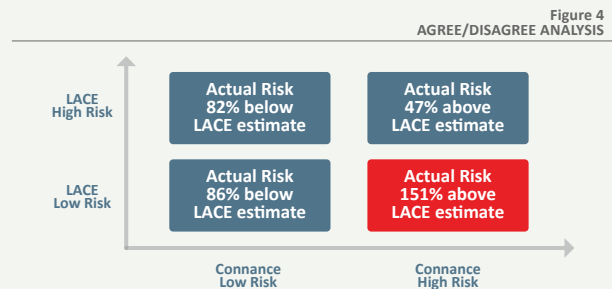 Figure 4
AGREE/DISAGREE ANALYSIS
LACE
High Risk
Actual Risk
82% below
LACE estimate
Actual Risk
47% above
LACE estimate
LACE
Low Risk
Actual Risk
86% below
LACE estimate
Actual Risk
151% above
LACE estimate
Connance
Low Risk
Connance
High Risk